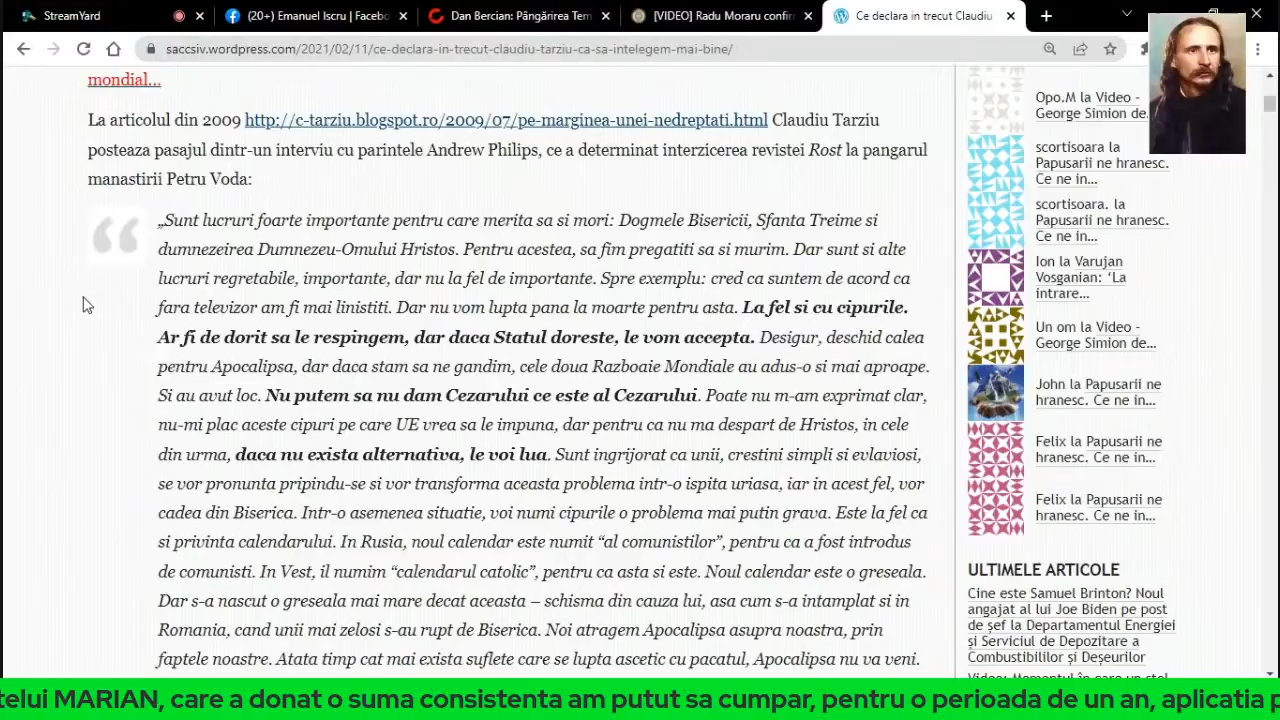 StreamYard
(20+) Emanuel Iscru | Facebo
Dan Bercian: Pângărirea Tem
[VIDEO] Radu Moraru confir
Ce declara in trecut Claudiu
saccsiv.wordpress.com/2021/02/11/ce-declara-in-trecut-claudiu-tarziu-ca-sa-intelegem-mai-bine/
mondial...
La articolul din 2009 http://c-tarziu.blogspot.ro/2009/07/pe-marginea-unei-nedreptati.html Claudiu Tarziu
posteaza pasajul dintr-un interviu cu parintele Andrew Philips, ce a determinat interzicerea revistei Rost la pangarul
manastirii Petru Voda:
„Sunt lucruri foarte importante pentru care merita sa si mori: Dogmele Bisericii, Sfanta Treime si
dumnezeirea Dumnezeu-Omului Hristos. Pentru acestea, sa fim pregatiti sa si murim. Dar sunt si alte
lucruri regretabile, importante, dar nu la fel de importante. Spre exemplu: cred ca suntem de acord ca
fara televizor am fi mai linistiti. Dar nu vom lupta pana la moarte pentru asta. La fel si cu cipurile.
Ar fi de dorit sa le respingem, dar daca Statul doreste, le vom accepta. Desigur, deschid calea
pentru Apocalipsa, dar daca stam sa ne gandim, cele doua Razboaie Mondiale au adus-o si mai aproape.
Si au avut loc. Nu putem sa nu dam Cezarului ce este al Cezarului. Poate nu m-am exprimat clar,
nu-mi plac aceste cipuri pe care UE vrea sa le impuna, dar pentru ca nu ma despart de Hristos, in cele
din urma, daca nu exista alternativa, le voi lua. Sunt ingrijorat ca unii, crestini simpli si evlaviosi,
se vor pronunta pripindu-se si vor transforma aceasta problema intr-o ispita uriasa, iar in acest fel, vor
cadea din Biserica. Intr-o asemenea situatie, voi numi cipurile o problema mai putin grava. Este la fel ca
si privinta calendarului. In Rusia, noul calendar este numit “al comunistilor”, pentru ca a fost introdus
de comunisti. In Vest, il numim “calendarul catolic”, pentru ca asta si este. Noul calendar este o greseala.
Dar s-a nascut o greseala mai mare decat aceasta – schisma din cauza lui, asa cum s-a intamplat si in
Romania, cand unii mai zelosi s-au rupt de Biserica. Noi atragem Apocalipsa asupra noastra, prin
faptele noastre. Atata timp cat mai exista suflete care se lupta ascetic cu pacatul, Apocalipsa nu va veni.
Opo.M la Video -
George Simion de...
scortisoara la
Papusarii ne hranesc.
Ce ne in...
scortisoara. la
Papusarii ne hranesc.
Ce ne in...
Ion la Varujan
Vosganian: ‘La
intrare...
Un om la Video -
George Simion de...
John la Papusarii ne
hranesc. Ce ne in...
Felix la Papusarii ne
hranesc. Ce ne in...
Felix la Papusarii ne
hranesc. Ce ne in...
ULTIMELE ARTICOLE
Cine este Samuel Brinton? Noul
angajat al lui Joe Biden pe post
de șef la Departamentul Energiei
și Serviciul de Depozitare a
Combustibililor și Deșeurilor
Video: Momentul în care un stol
telui MARIAN, care a donat o suma consistenta am putut sa cumpar, pentru o perioada de un an, aplicatia p